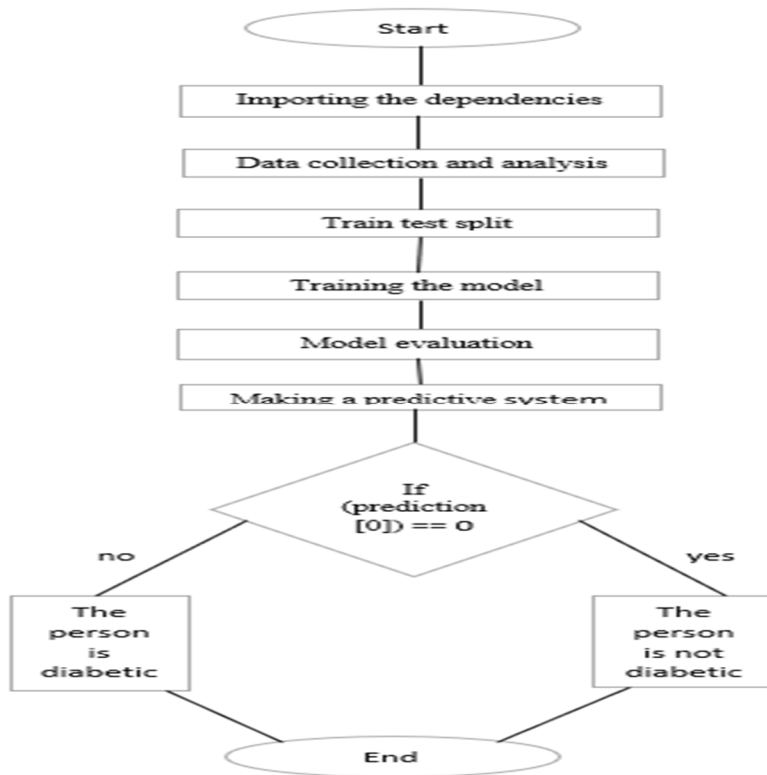 Start
Importing the dependencies
Data collection and analysis
Train test split
Training the model
Model evaluation
Making a predictive system
If
(prediction
[0]) == 0
no
yes
The
person
is
diabetic
The
person
is not
diabetic
End